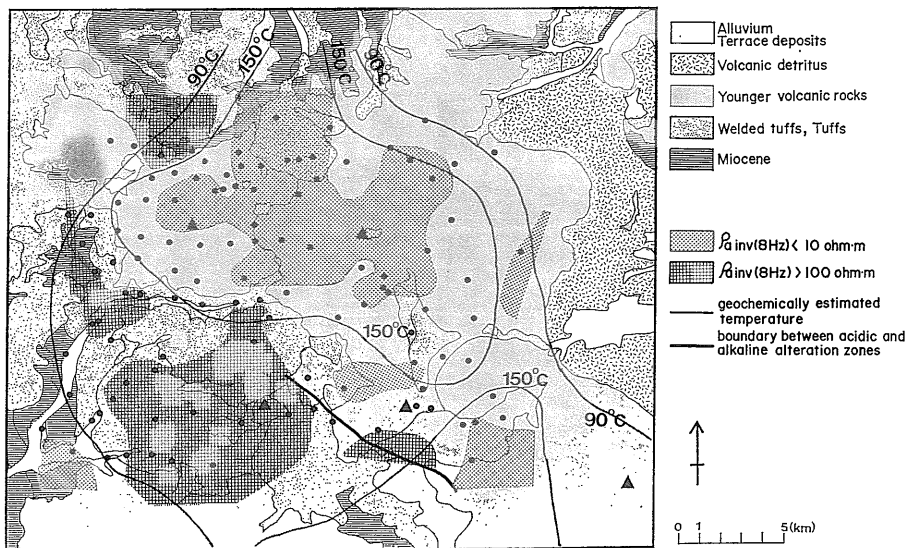 90°C
150°C
150°C
90°C
150°C
150°C
90°C
Alluvium
Terrace deposits
Volcanic detritus
Younger volcanic rocks
Welded tuffs, Tuffs
Miocene
ρa inv(8Hz) < 10 ohm·m
ρa inv(8Hz) > 100 ohm·m
geochemically estimated
temperature
boundary between acidic and
alkaline alteration zones
0 1 5(km)